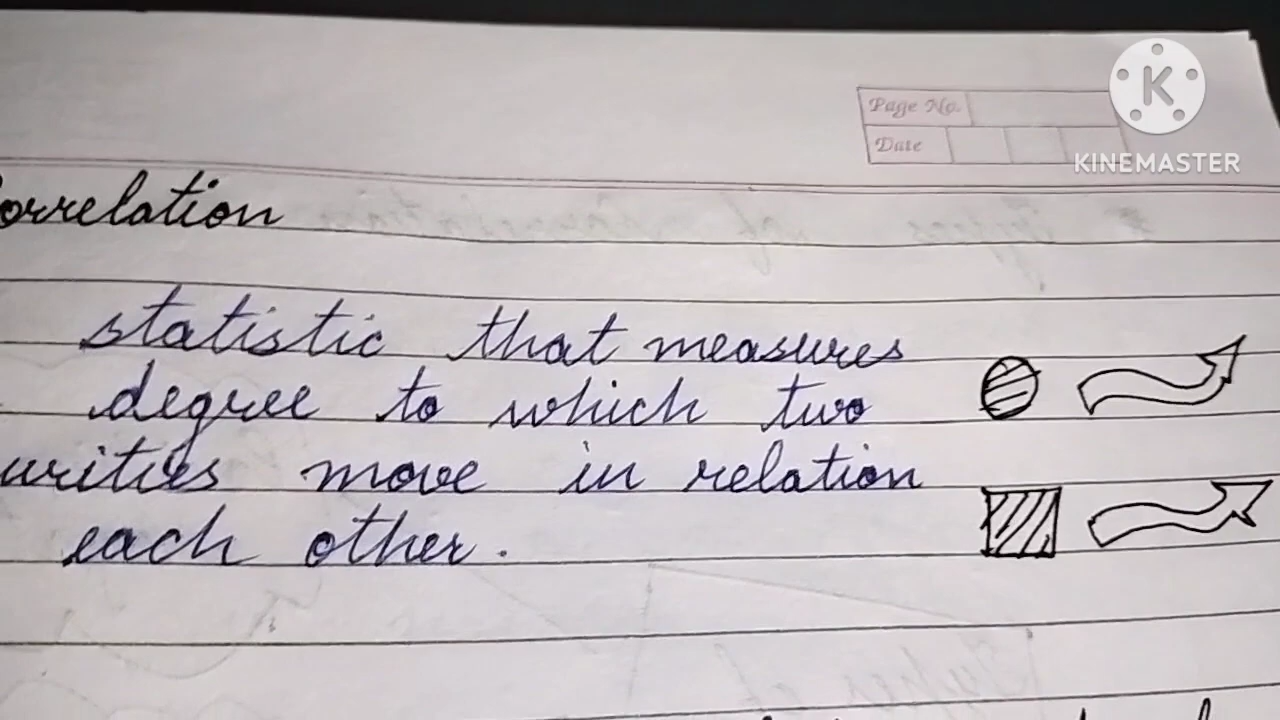 Page No.
Date
KINEMASTER
orrelation
statistic that measures
degree to which two
urities move in relation
each other.